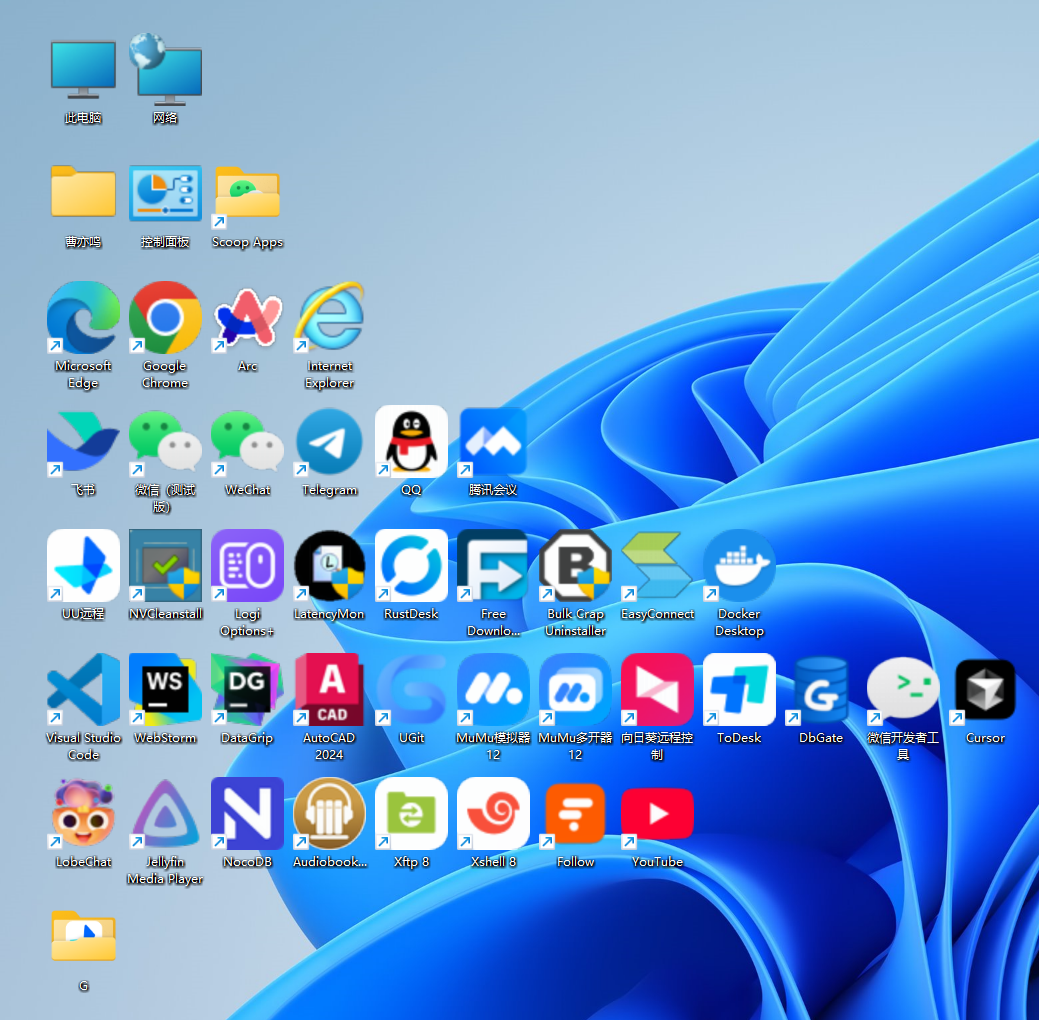 此电脑
网络
曹亦鸣
控制面板
Scoop Apps
Microsoft
Edge
Google
Chrome
Arc
Internet
Explorer
飞书
微信（测试
版）
WeChat
Telegram
QQ
腾讯会议
UU远程
NVCleanstall
Logi
Options+
L
LatencyMon
RustDesk
Free
Downlo...
B
Bulk Crap
Uninstaller
EasyConnect
Docker
Desktop
Visual Studio
Code
WS
WebStorm
DG
DataGrip
A
CAD
AutoCAD
2024
UGit
MuMu模拟器
12
MuMu多开器
12
向日葵远程控
制
ToDesk
G
DbGate
微信开发者工
具
Cursor
LobeChat
Jellyfin
Media Player
N
NocoDB
Audiobook...
Xftp 8
Xshell 8
Follow
YouTube
G